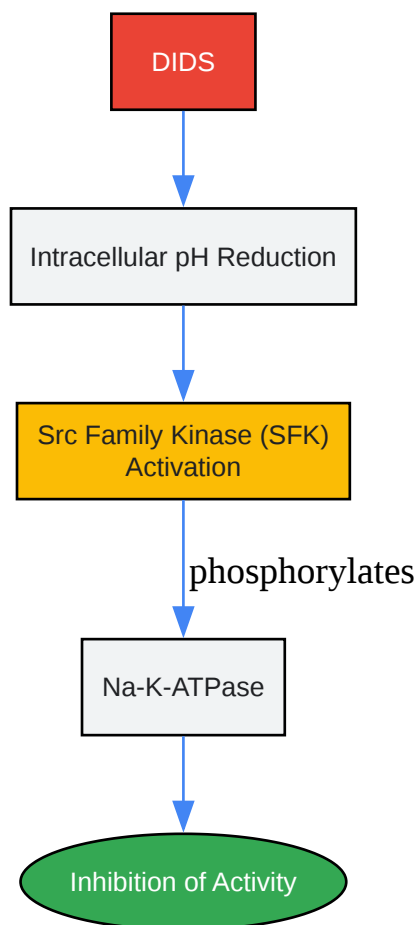 DIDS
Intracellular pH Reduction
Src Family Kinase (SFK)
Activation
phosphorylates
Na-K-ATPase
Inhibition of Activity